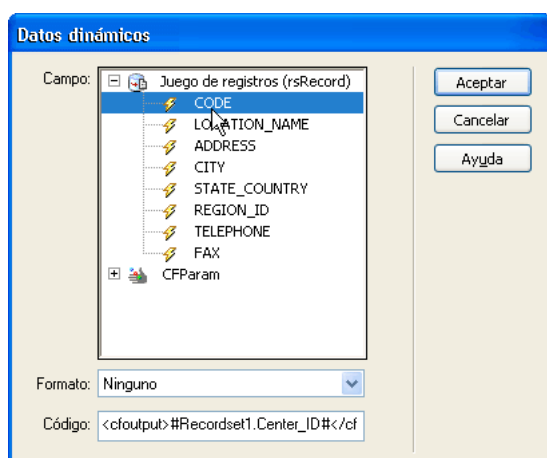 Datos dinámicos
Campo:
Juego de registros (rsRecord)
CODE
LOCATION_NAME
ADDRESS
CITY
STATE_COUNTRY
REGION_ID
TELEPHONE
FAX
CFParam
Aceptar
Cancelar
Ayuda
Formato: Ninguno
Código: <cfoutput>#Recordset1.Center_ID#</cf